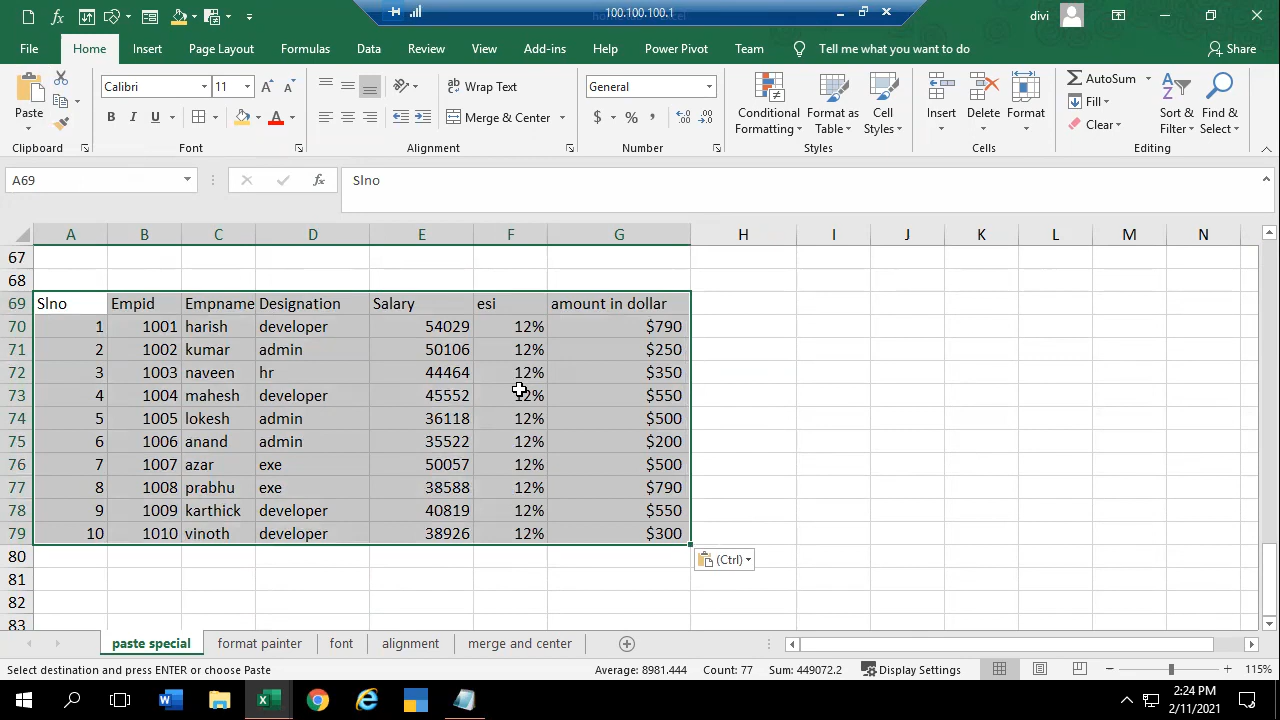 100.100.100.1
divi
File Home Insert Page Layout Formulas Data Review View Add-ins Help Power Pivot Team Tell me what you want to do Share
Paste
Clipboard
Calibri 11
B I U
Font
Wrap Text
Merge & Center
Alignment
General
$ % ,
Number
Conditional Formatting
Format as Table
Cell Styles
Styles
Insert Delete Format
Cells
AutoSum
Fill
Clear
Sort & Filter
Find & Select
Editing
A69 fx Slno
A B C D E F G H I J K L M N
67
68
69 Slno Empid Empname Designation Salary esi amount in dollar
70 1 1001 harish developer 54029 12% $790
71 2 1002 kumar admin 50106 12% $250
72 3 1003 naveen hr 44464 12% $350
73 4 1004 mahesh developer 45552 12% $550
74 5 1005 lokesh admin 36118 12% $500
75 6 1006 anand admin 35522 12% $200
76 7 1007 azar exe 50057 12% $500
77 8 1008 prabhu exe 38588 12% $790
78 9 1009 karthick developer 40819 12% $550
79 10 1010 vinoth developer 38926 12% $300
80
(Ctrl)
81
82
83
paste special format painter font alignment merge and center
Select destination and press ENTER or choose Paste Average: 8981.444 Count: 77 Sum: 449072.2 Display Settings 115%
2:24 PM
2/11/2021